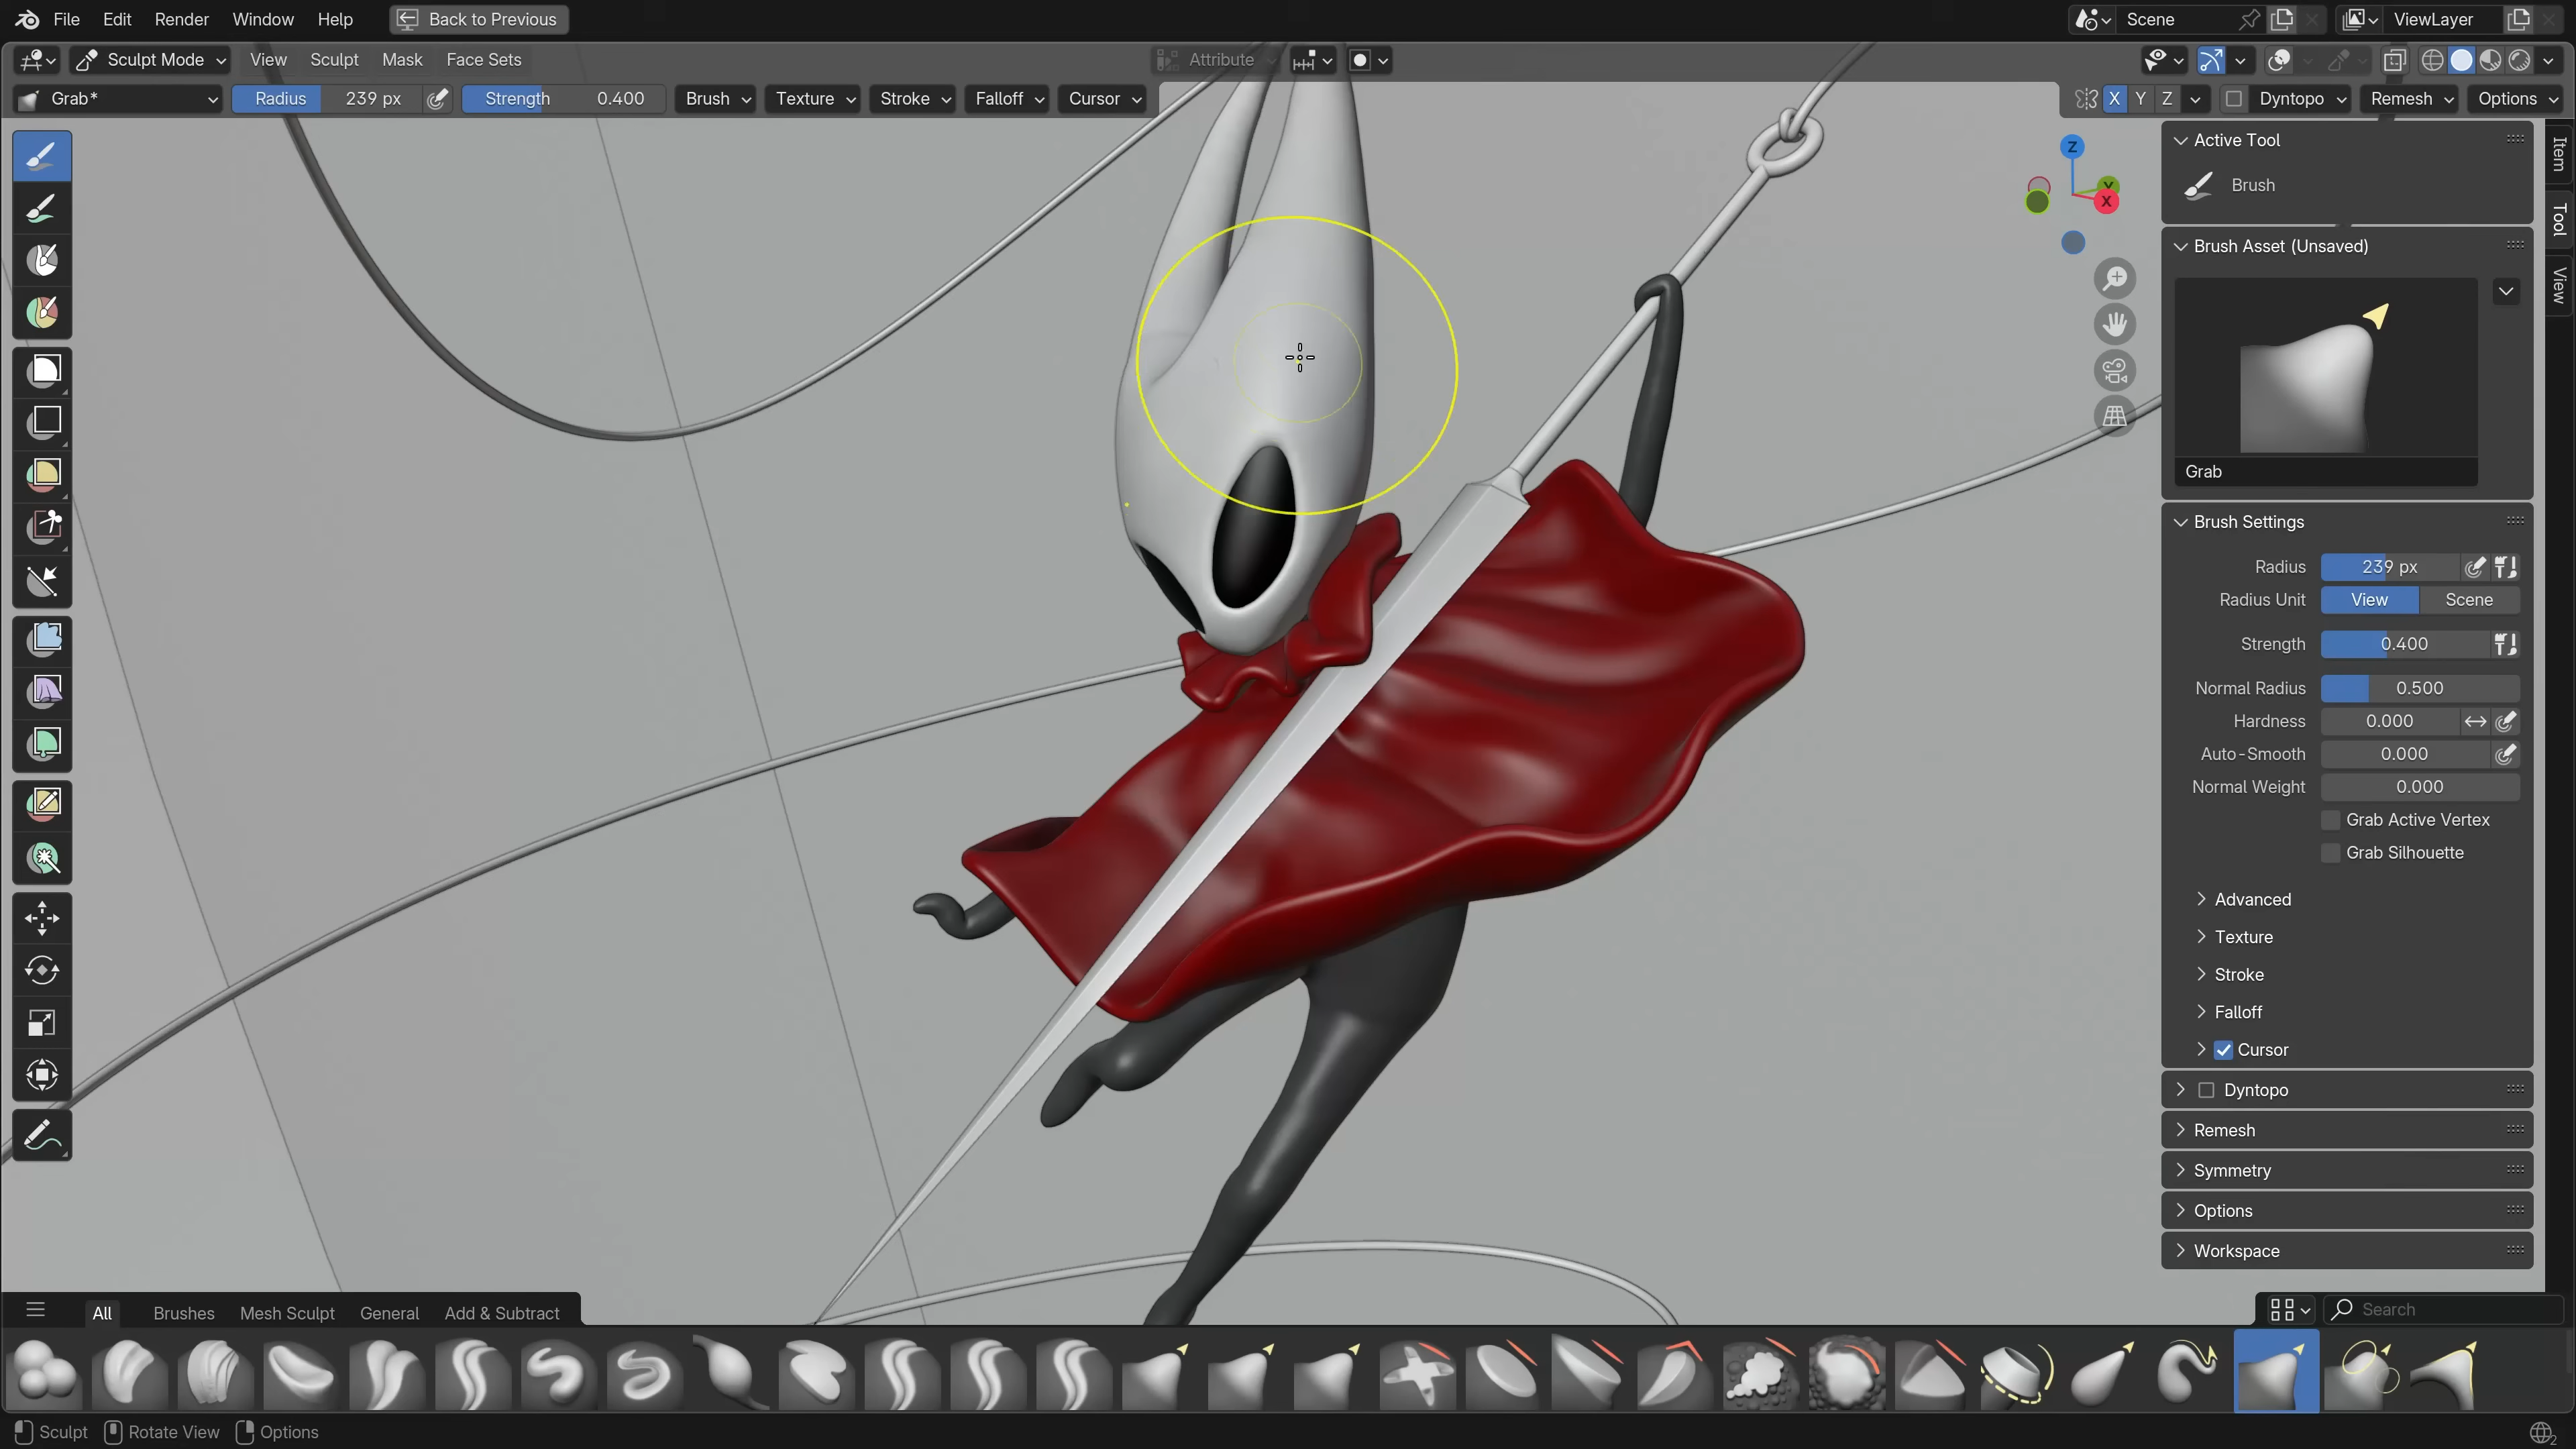 File Edit Render Window Help Back to Previous Scene ViewLayer
Sculpt Mode View Sculpt Mask Face Sets Attribute
Grab* Radius 239 px Strength 0.400 Brush Texture Stroke Falloff Cursor X Y Z Dyntopo Remesh Options
Active Tool
Brush
Item
Tool
View
Z
Y
X
Brush Asset (Unsaved)
Grab
Brush Settings
Radius 239 px
Radius Unit View Scene
Strength 0.400
Normal Radius 0.500
Hardness 0.000
Auto-Smooth 0.000
Normal Weight 0.000
Grab Active Vertex
Grab Silhouette
Advanced
Texture
Stroke
Falloff
Cursor
Dyntopo
Remesh
Symmetry
Options
Workspace
All Brushes Mesh Sculpt General Add & Subtract Search
Sculpt Rotate View Options 2